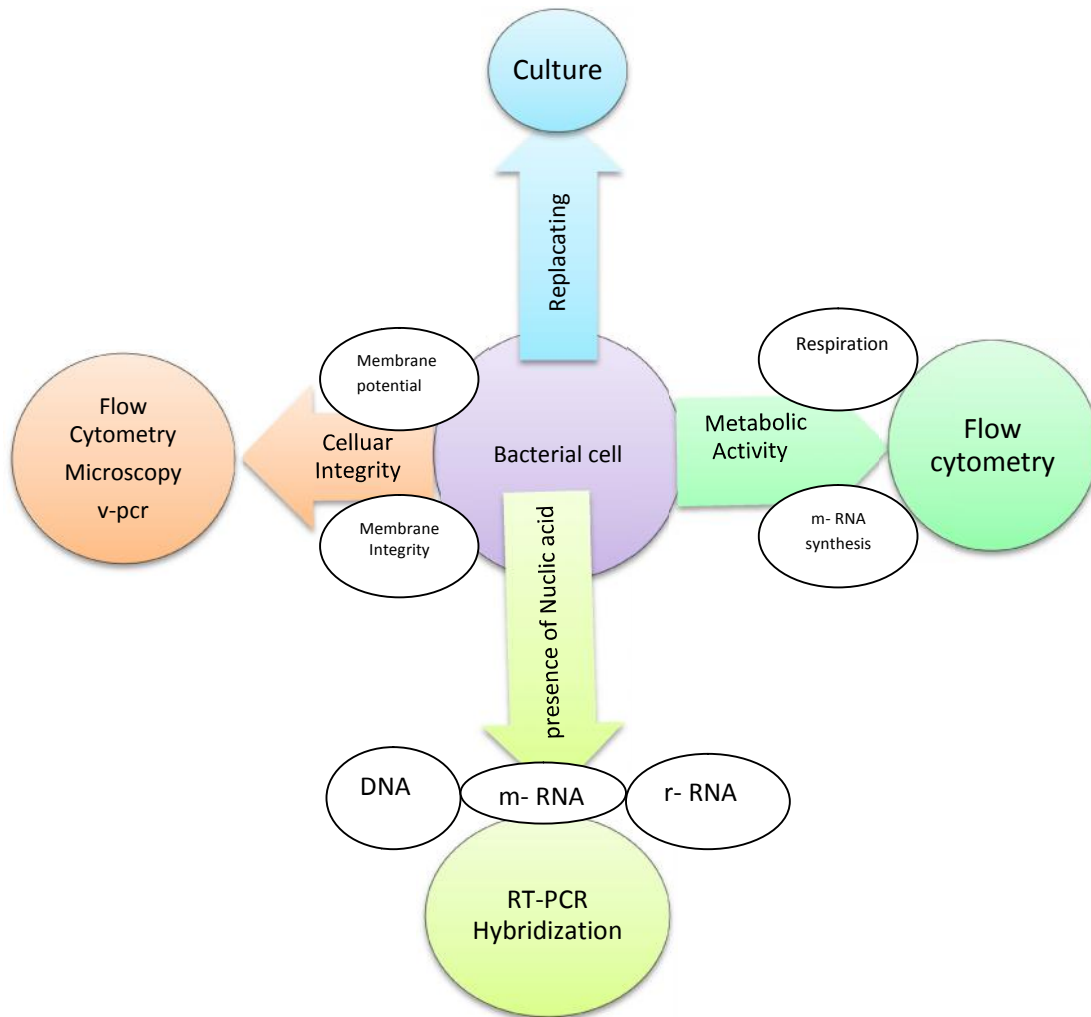 Culture
Replacating
Membrane
potential
Respiration
Flow
Cytometry
Microscopy
v-pcr
Celluar
Integrity
Bacterial cell
Metabolic
Activity
Flow
cytometry
Membrane
Integrity
m- RNA
synthesis
presence of Nuclic acid
DNA
m- RNA
r- RNA
RT-PCR
Hybridization